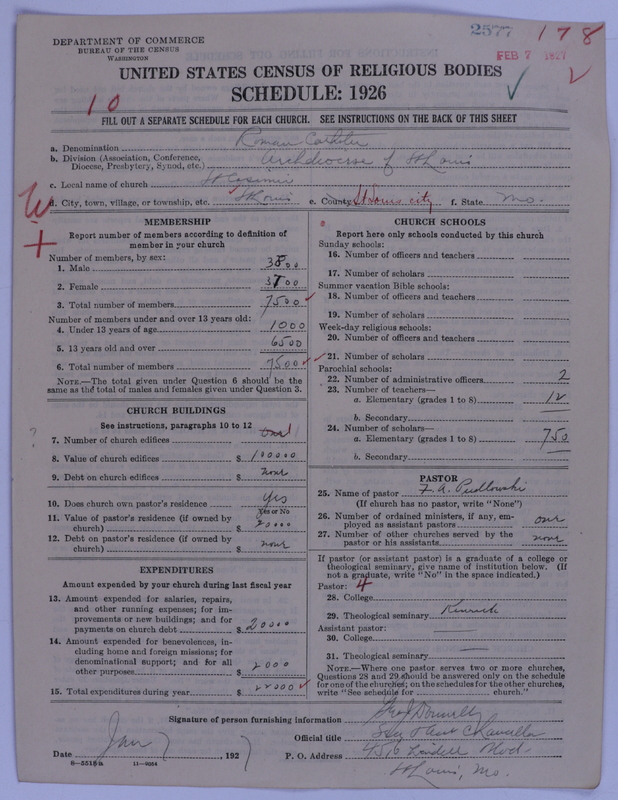 2577 178
DEPARTMENT OF COMMERCE
BUREAU OF THE CENSUS
WASHINGTON
FEB 7 1927
UNITED STATES CENSUS OF RELIGIOUS BODIES
SCHEDULE: 1926
10
FILL OUT A SEPARATE SCHEDULE FOR EACH CHURCH. SEE INSTRUCTIONS ON THE BACK OF THIS SHEET
a. Denomination Roman Catholic
b. Division (Association, Conference, Diocese, Presbytery, Synod, etc.) Archdiocese of St Louis
c. Local name of church St Casimir
d. City, town, village, or township, etc. St Louis e. County St Louis city f. State Mo.
MEMBERSHIP
Report number of members according to definition of
member in your church
Number of members, by sex:
1. Male 3800
2. Female 3700
3. Total number of members 7500
Number of members under and over 13 years old:
4. Under 13 years of age 1000
5. 13 years old and over 6500
6. Total number of members 7500
NOTE.—The total given under Question 6 should be the
same as the total of males and females given under Question 3.
CHURCH BUILDINGS
See instructions, paragraphs 10 to 12
7. Number of church edifices one 1
8. Value of church edifices $ 100000
9. Debt on church edifices $ none
10. Does church own pastor's residence yes
Yes or No
11. Value of pastor's residence (if owned by
church) $ 20000
12. Debt on pastor's residence (if owned by
church) $ none
EXPENDITURES
Amount expended by your church during last fiscal year
13. Amount expended for salaries, repairs,
and other running expenses; for im-
provements or new buildings; and for
payments on church debt $ 20000
14. Amount expended for benevolences, in-
cluding home and foreign missions; for
denominational support; and for all
other purposes $ 2000
15. Total expenditures during year $ 22000
CHURCH SCHOOLS
Report here only schools conducted by this church
Sunday schools:
16. Number of officers and teachers
17. Number of scholars
Summer vacation Bible schools:
18. Number of officers and teachers
19. Number of scholars
Week-day religious schools:
20. Number of officers and teachers
21. Number of scholars
Parochial schools:
22. Number of administrative officers 2
23. Number of teachers—
a. Elementary (grades 1 to 8) 12
b. Secondary
24. Number of scholars—
a. Elementary (grades 1 to 8) 750
b. Secondary
PASTOR
25. Name of pastor F. A. Pudlowski
(If church has no pastor, write "None")
26. Number of ordained ministers, if any, em-
ployed as assistant pastors one
27. Number of other churches served by the
pastor or his assistants none
If pastor (or assistant pastor) is a graduate of a college or
theological seminary, give name of institution below. (If
not a graduate, write "No" in the space indicated.)
Pastor: 4
28. College
29. Theological seminary Kenrick
Assistant pastor:
30. College
31. Theological seminary
NOTE.—Where one pastor serves two or more churches,
Questions 28 and 29 should be answered only on the schedule
for one of the churches; on the schedules for the other churches,
write "See schedule for church."
Signature of person furnishing information Donnelly
Official title Chancellor
Date Jan 7, 1927 P. O. Address 4516 Lindell Blvd.
St Louis, Mo.
11—9054